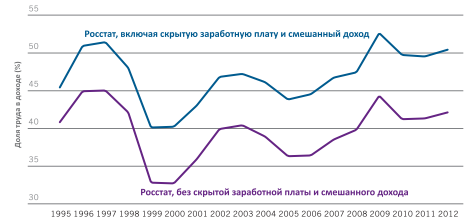 55
Росстат, включая скрытую заработную плату и смешанный доход
50
45
40
35
30
Доля труда в доходе (%)
Росстат, без скрытой заработной платы и смешанного дохода
1995 1996 1997 1998 1999 2000 2001 2002 2003 2004 2005 2006 2007 2008 2009 2010 2011 2012